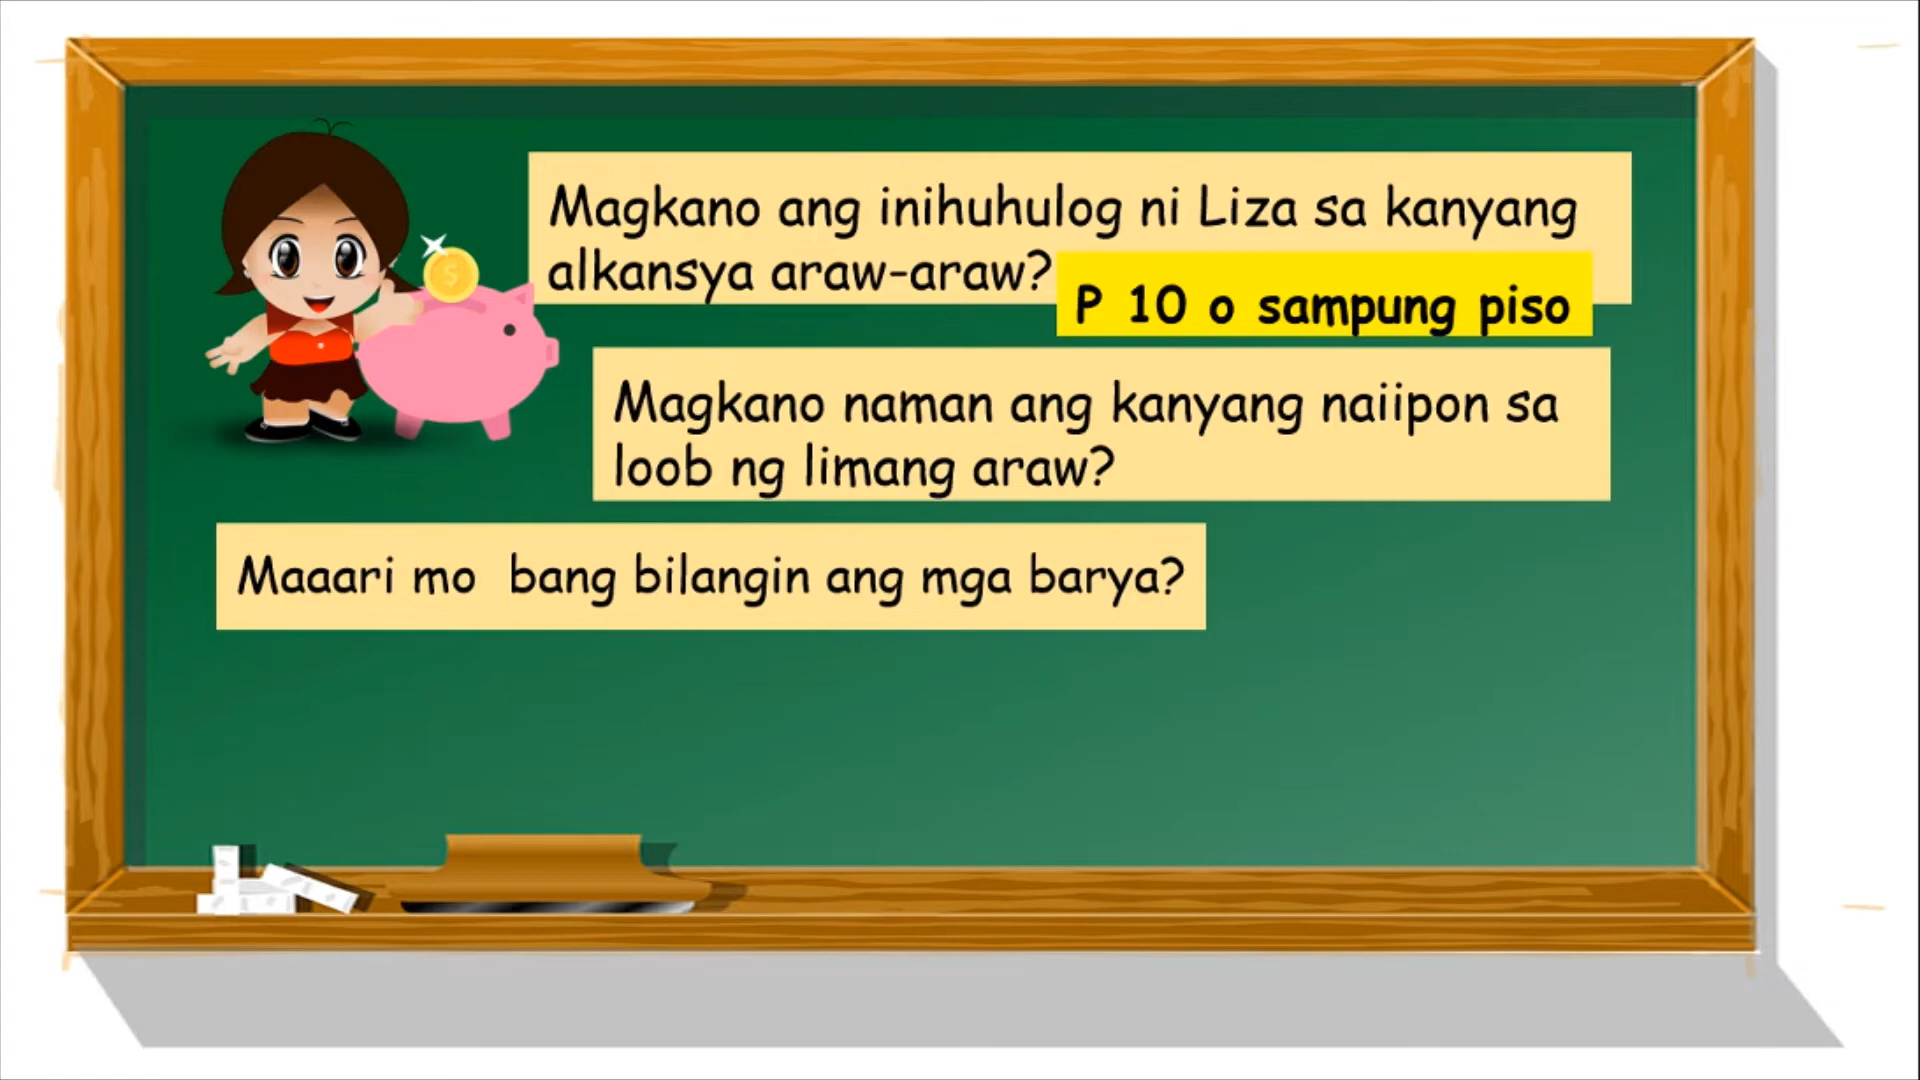 Magkano ang inihuhulog ni Liza sa kanyang
alkansya araw-araw?
P 10 o sampung piso
Magkano naman ang kanyang naiipon sa
loob ng limang araw?
Maaari mo bang bilangin ang mga barya?